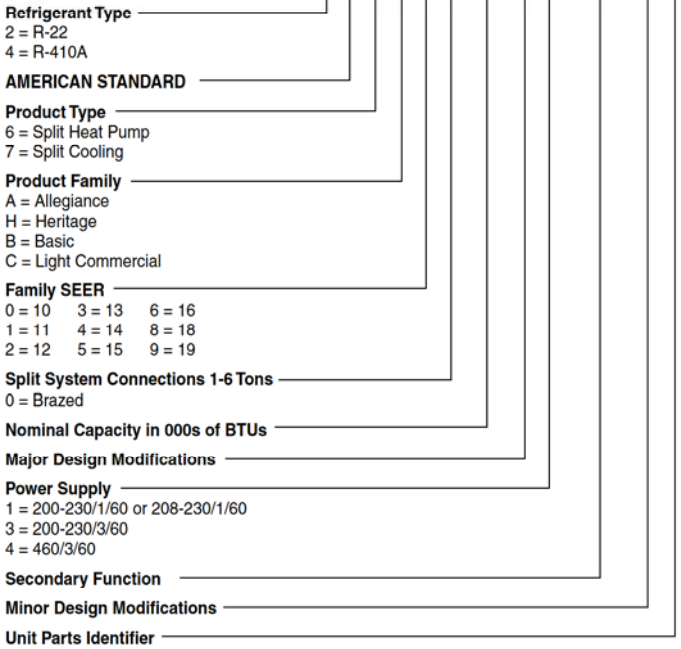 Refrigerant Type
2 = R-22
4 = R-410A
AMERICAN STANDARD
Product Type
6 = Split Heat Pump
7 = Split Cooling
Product Family
A = Allegiance
H = Heritage
B = Basic
C = Light Commercial
Family SEER
0 = 10 3 = 13 6 = 16
1 = 11 4 = 14 8 = 18
2 = 12 5 = 15 9 = 19
Split System Connections 1-6 Tons
0 = Brazed
Nominal Capacity in 000s of BTUs
Major Design Modifications
Power Supply
1 = 200-230/1/60 or 208-230/1/60
3 = 200-230/3/60
4 = 460/3/60
Secondary Function
Minor Design Modifications
Unit Parts Identifier